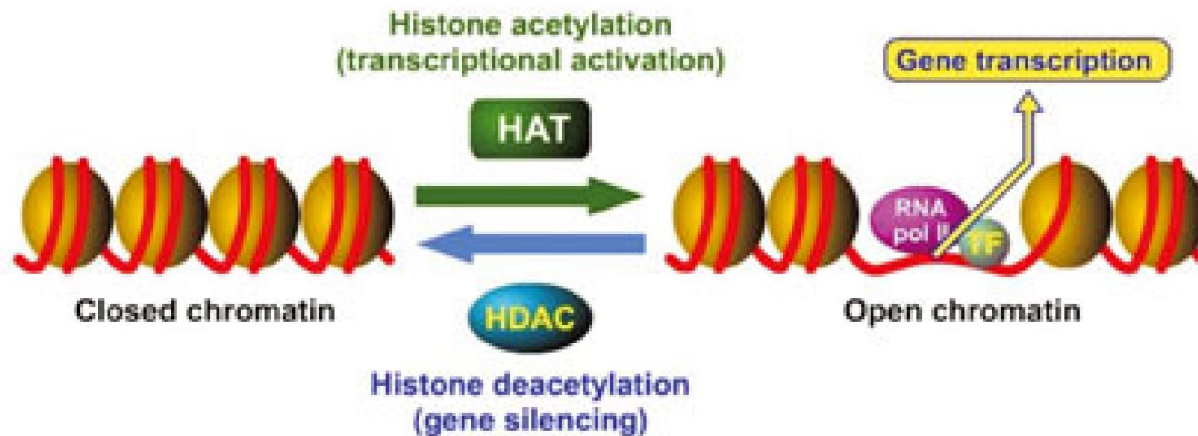 Histone acetylation
(transcriptional activation)
HAT
Gene transcription
RNA
pol II
TF
Closed chromatin
Open chromatin
HDAC
Histone deacetylation
(gene silencing)